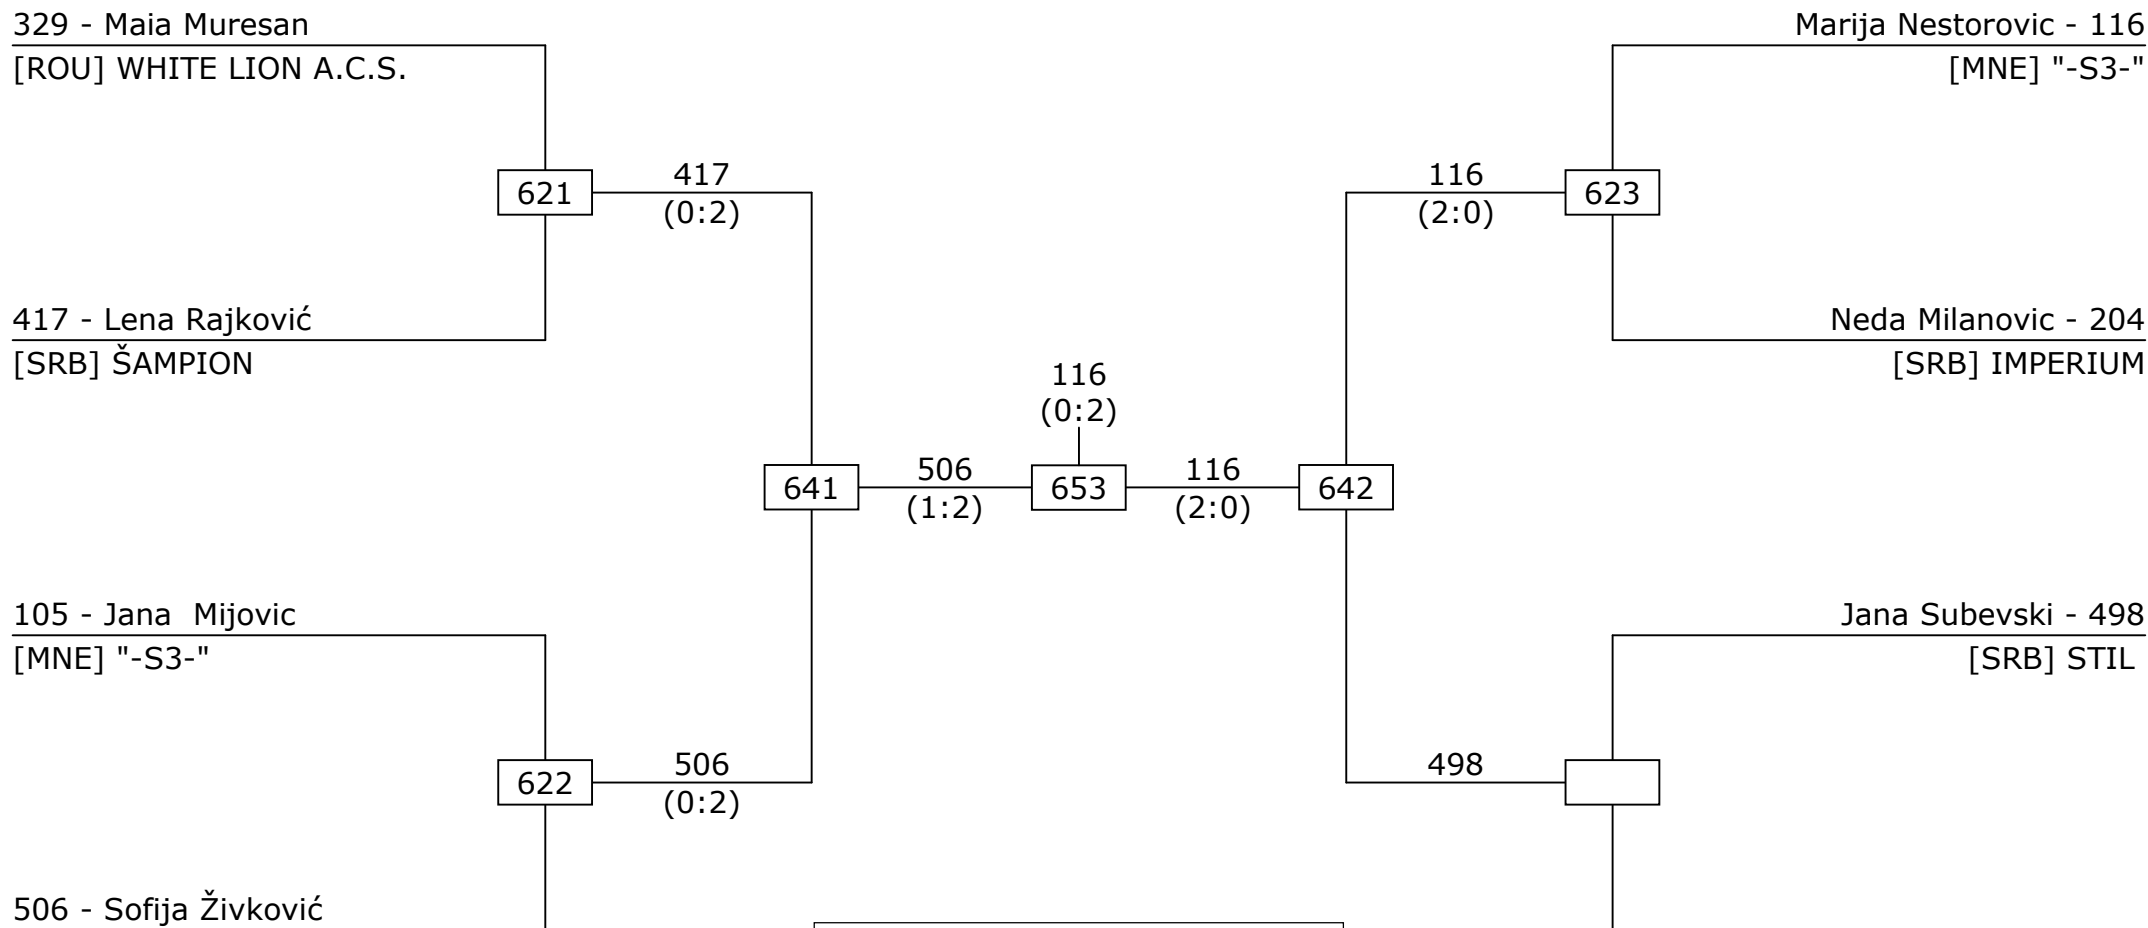 329 - Maia Muresan
[ROU] WHITE LION A.C.S.
Marija Nestorovic - 116
[MNE] "-S3-"
621
417
(0:2)
116
(2:0)
623
417 - Lena Rajković
[SRB] ŠAMPION
Neda Milanovic - 204
[SRB] IMPERIUM
116
(0:2)
641
506
(1:2)
653
116
(2:0)
642
105 - Jana  Mijovic
[MNE] "-S3-"
Jana Subevski - 498
[SRB] STIL
622
506
(0:2)
498
506 - Sofija Živković